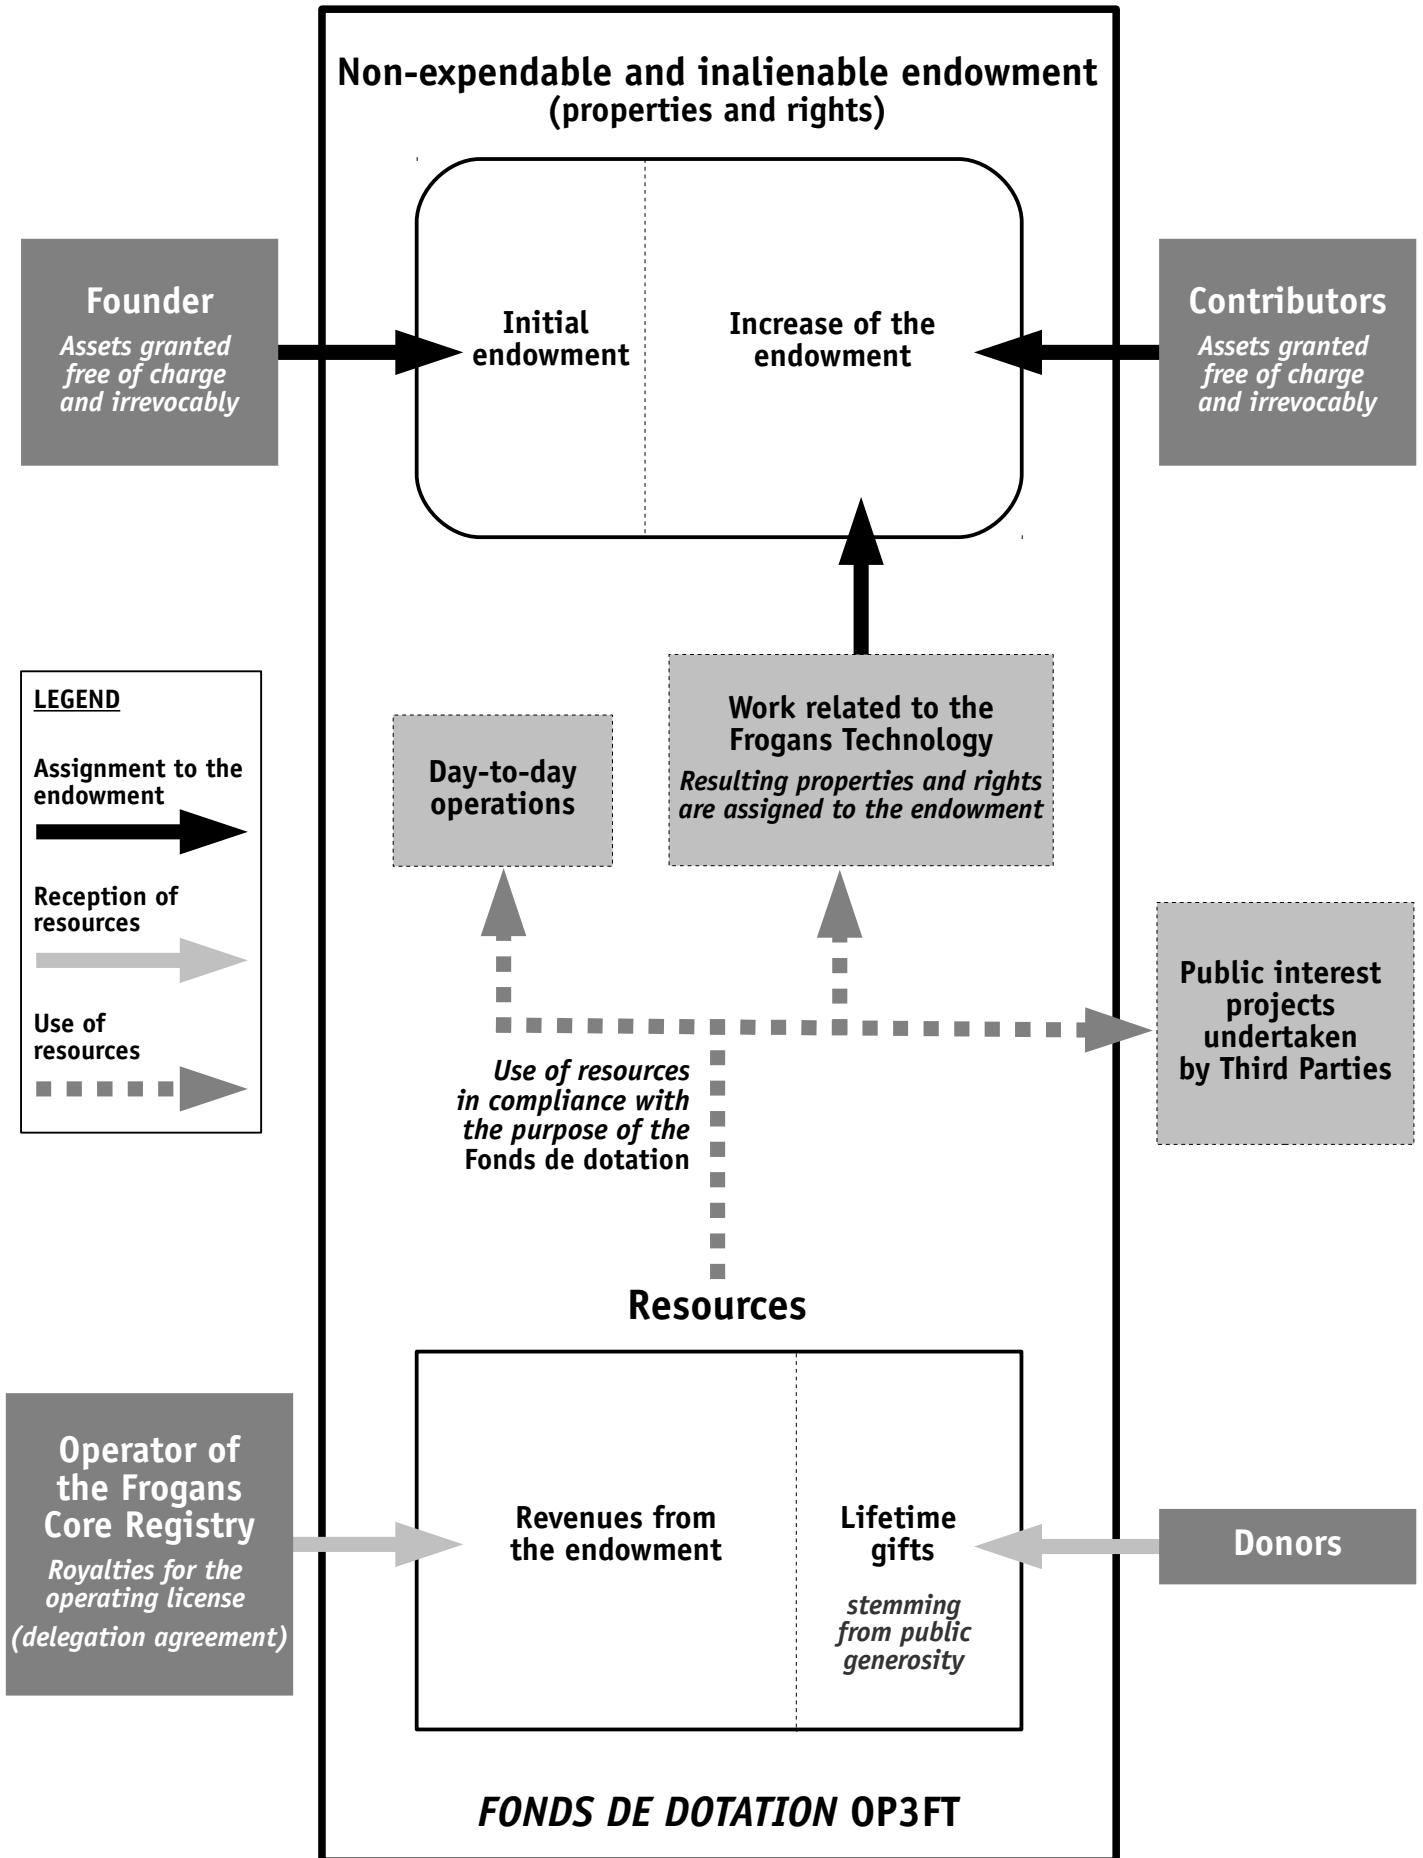 Non-expendable and inalienable endowment
(properties and rights)
Founder
Assets granted
free of charge
and irrevocably
Initial
endowment
Increase of the
endowment
Contributors
Assets granted
free of charge
and irrevocably
LEGEND
Assignment to the
endowment
Reception of
resources
Use of
resources
Day-to-day
operations
Work related to the
Frogans Technology
Resulting properties and rights
are assigned to the endowment
Public interest
projects
undertaken
by Third Parties
Use of resources
in compliance with
the purpose of the
Fonds de dotation
Resources
Operator of
the Frogans
Core Registry
Royalties for the
operating license
(delegation agreement)
Revenues from
the endowment
Lifetime
gifts
stemming
from public
generosity
Donors
FONDS DE DOTATION OP3FT